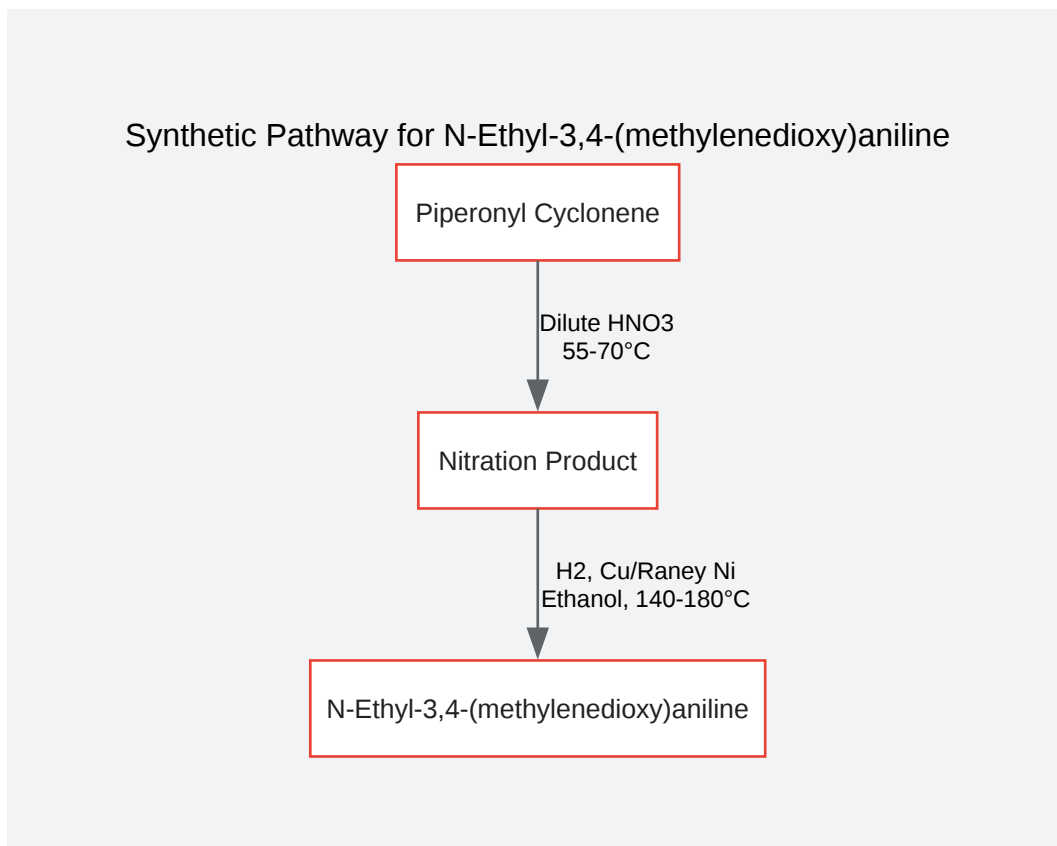 Synthetic Pathway for N-Ethyl-3,4-(methylenedioxy)aniline
Piperonyl Cyclonene
Dilute HNO3
55-70°C
Nitration Product
H2, Cu/Raney Ni
Ethanol, 140-180°C
N-Ethyl-3,4-(methylenedioxy)aniline